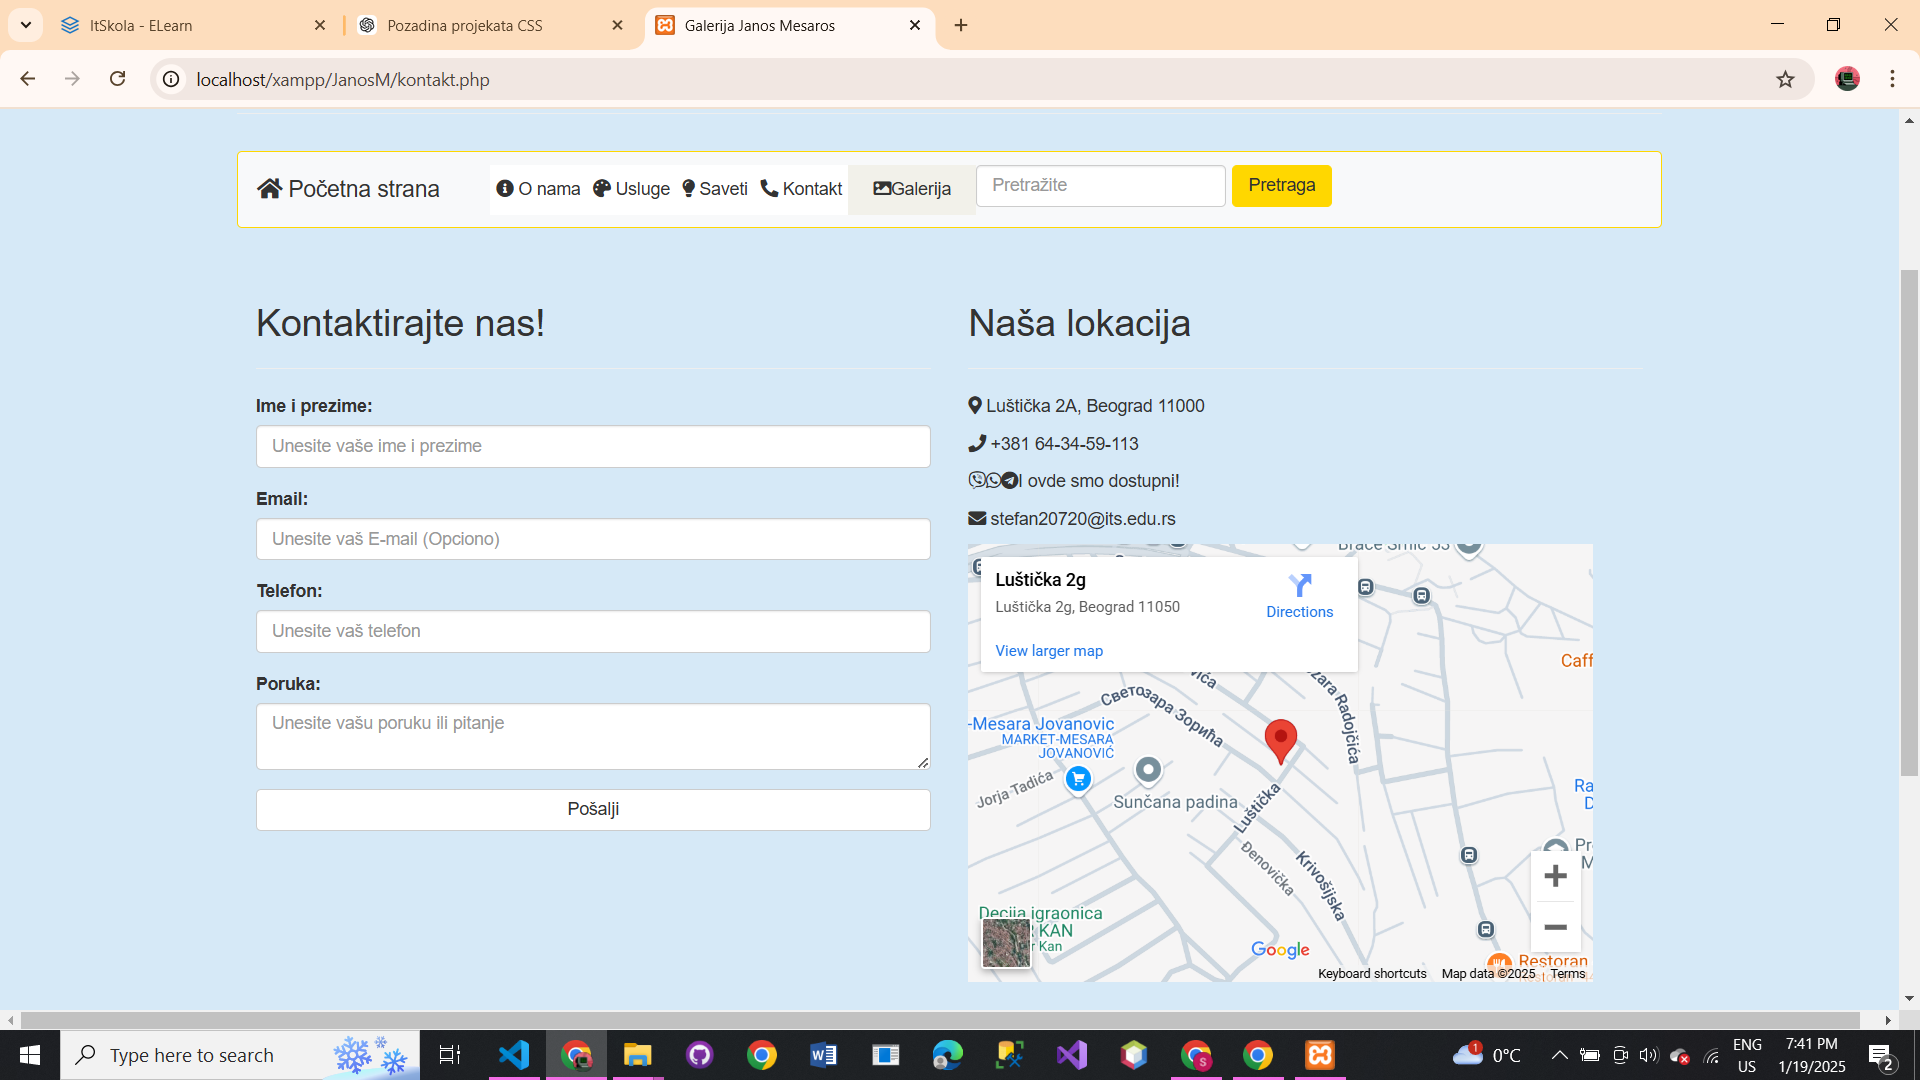 ItSkola - ELearn
Pozadina projekata CSS
Galerija Janos Mesaros
localhost/xampp/JanosM/kontakt.php
Početna strana
O nama
Usluge
Saveti
Kontakt
Galerija
Pretražite
Pretraga
Kontaktirajte nas!
Ime i prezime:
Unesite vaše ime i prezime
Email:
Unesite vaš E-mail (Opciono)
Telefon:
Unesite vaš telefon
Poruka:
Unesite vašu poruku ili pitanje
Pošalji
Naša lokacija
Luštička 2A, Beograd 11000
+381 64-34-59-113
I ovde smo dostupni!
stefan20720@its.edu.rs
Luštička 2g
Luštička 2g, Beograd 11050
View larger map
Directions
Caff
Светозара Зорића
zara Radojčića
-Mesara Jovanovic
MARKET-MESARA
JOVANOVIĆ
Jorja Tadića
Sunčana padina
Luštička
Đenovićka
Krivošijska
Ra
D
Pr
M
Decija igraonica
KAN
r Kan
Google
Restoran
Keyboard shortcuts
Map data ©2025
Terms
Type here to search
1
0°C
ENG
US
7:41 PM
1/19/2025
2